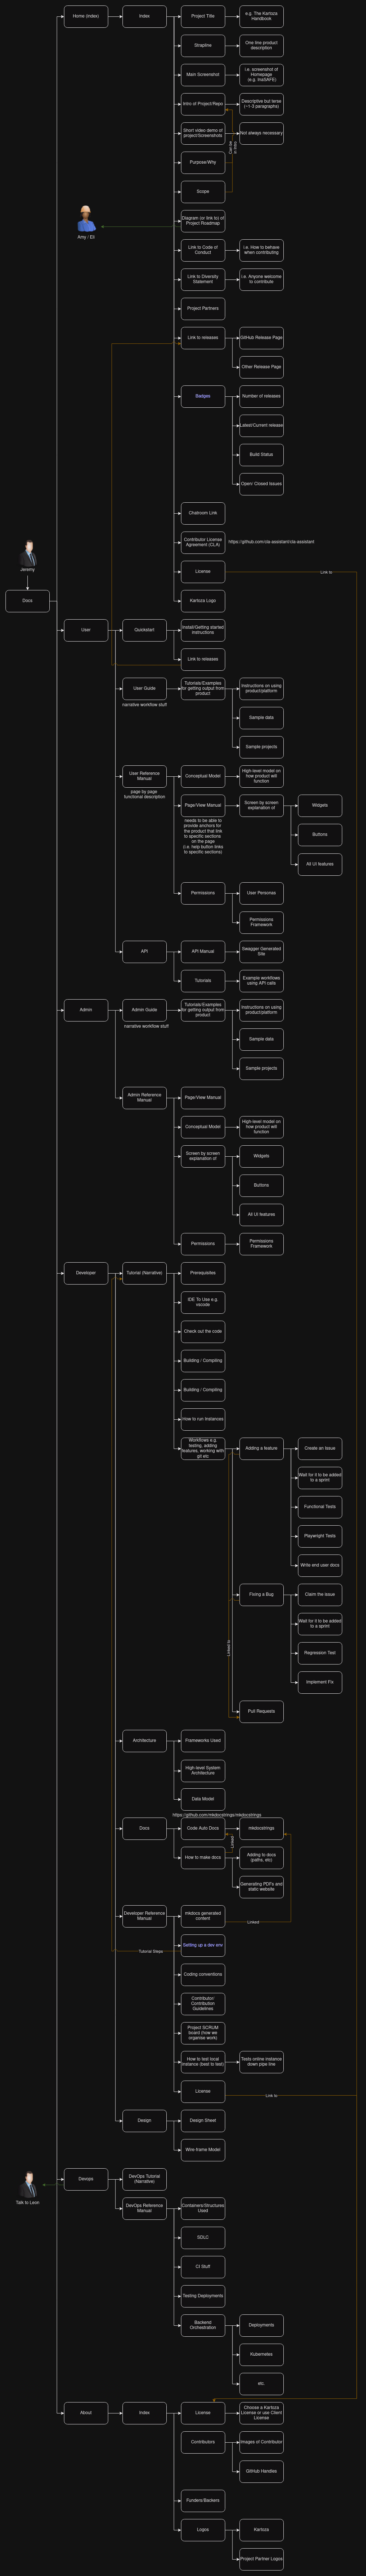 Home (index)
Index
Project Title
e.g. The Kartoza
Handbook
Strapline
One line product
description
Main Screenshot
i.e. screenshot of
Homepage
(e.g. InaSAFE)
Intro of Project/Repo
Descriptive but terse
(~1-2 paragraphs)
Short video demo of
project/Screenshots
Not always necessary
Can be
in intro
Purpose/Why
Scope
Amy / Eli
Diagram (or link to) of
Project Roadmap
Link to Code of
Conduct
i.e. How to behave
when contributing
Link to Diversity
Statement
i.e. Anyone welcome
to contribute
Project Partners
Link to releases
GitHub Release Page
Other Release Page
Badges
Number of releases
Latest/Current release
Build Status
Open/ Closed Issues
Chatroom Link
Contributor License
Agreement (CLA)
https://github.com/cla-assistant/cla-assistant
License
Link to
Kartoza Logo
Jeremy
Docs
User
Quickstart
Install/Getting started
instructions
Link to releases
User Guide
narrative workflow stuff
Tutorials/Examples
for getting output from
product
Instructions on using
product/platform
Sample data
Sample projects
User Reference
Manual
page by page
functional description
Conceptual Model
High-level model on
how product will
function
Page/View Manual
needs to be able to
provide anchors for
the product that link
to specific sections
on the page
(i.e. help button links
to specific sections)
Screen by screen
explanation of
Widgets
Buttons
All UI features
Permissions
User Personas
Permissions
Framework
API
API Manual
Swagger Generated
Site
Tutorials
Example workflows
using API calls
Admin
Admin Guide
narrative workflow stuff
Tutorials/Examples
for getting output from
product
Instructions on using
product/platform
Sample data
Sample projects
Admin Reference
Manual
Page/View Manual
Conceptual Model
High-level model on
how product will
function
Screen by screen
explanation of
Widgets
Buttons
All UI features
Permissions
Permissions
Framework
Developer
Tutorial (Narrative)
Prerequisites
IDE To Use e.g.
vscode
Check out the code
Building / Compiling
Building / Compiling
How to run Instances
Workflows e.g.
testing, adding
features, working with
git etc
Adding a feature
Create an Issue
Wait for it to be added
to a sprint
Functional Tests
Playwright Tests
Write end user docs
Fixing a Bug
Claim the issue
Wait for it to be added
to a sprint
Regression Test
Implement Fix
Linked to
Pull Requests
Architecture
Frameworks Used
High-level System
Architecture
Data Model
https://github.com/mkdocstrings/mkdocstrings
Docs
Code Auto Docs
mkdocstrings
Linked
How to make docs
Adding to docs
(paths, etc)
Generating PDFs and
static website
Developer Reference
Manual
mkdocs generated
content
Linked
Setting up a dev env
Tutorial Steps
Coding conventions
Contributor/
Contribution
Guidelines
Project SCRUM
board (how we
organise work)
How to test local
instance (best to test)
Tests online instance
down pipe line
License
Link to
Design
Design Sheet
Wire-frame Model
Talk to Leon
Devops
DevOps Tutorial
(Narrative)
DevOps Reference
Manual
Containers/Structures
Used
SDLC
CI Stuff
Testing Deployments
Backend
Orchestration
Deployments
Kubernetes
etc.
About
Index
License
Choose a Kartoza
License or use Client
License
Contributors
Images of Contributor
GitHub Handles
Funders/Backers
Logos
Kartoza
Project Partner Logos